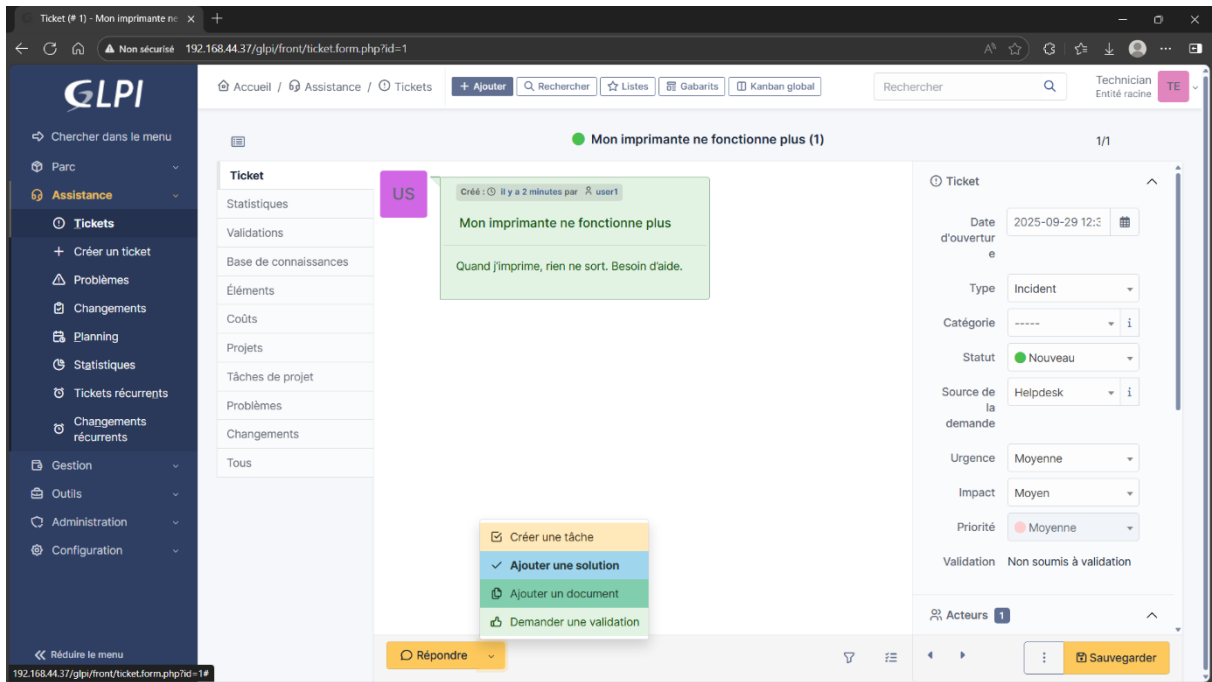 Ticket (# 1) - Mon imprimante ne
Non sécurisé 192.168.44.37/glpi/front/ticket.form.php?id=1
GLPI
Accueil / Assistance / Tickets
+ Ajouter
Rechercher
Listes
Gabarits
Kanban global
Rechercher
Technician
Entité racine
TE
Chercher dans le menu
Parc
Assistance
Tickets
+ Créer un ticket
Problèmes
Changements
Planning
Statistiques
Tickets récurrents
Changements
récurrents
Gestion
Outils
Administration
Configuration
Réduire le menu
192.168.44.37/glpi/front/ticket.form.php?id=1#
Mon imprimante ne fonctionne plus (1)
1/1
Ticket
Statistiques
Validations
Base de connaissances
Éléments
Coûts
Projets
Tâches de projet
Problèmes
Changements
Tous
US
Créé : il y a 2 minutes par user1
Mon imprimante ne fonctionne plus
Quand j'imprime, rien ne sort. Besoin d'aide.
Créer une tâche
Ajouter une solution
Ajouter un document
Demander une validation
Répondre
Ticket
Date
d'ouvertur
e
2025-09-29 12:3
Type
Incident
Catégorie
-----
i
Statut
Nouveau
Source de
la
demande
Helpdesk
i
Urgence
Moyenne
Impact
Moyen
Priorité
Moyenne
Validation
Non soumis à validation
Acteurs 1
Sauvegarder